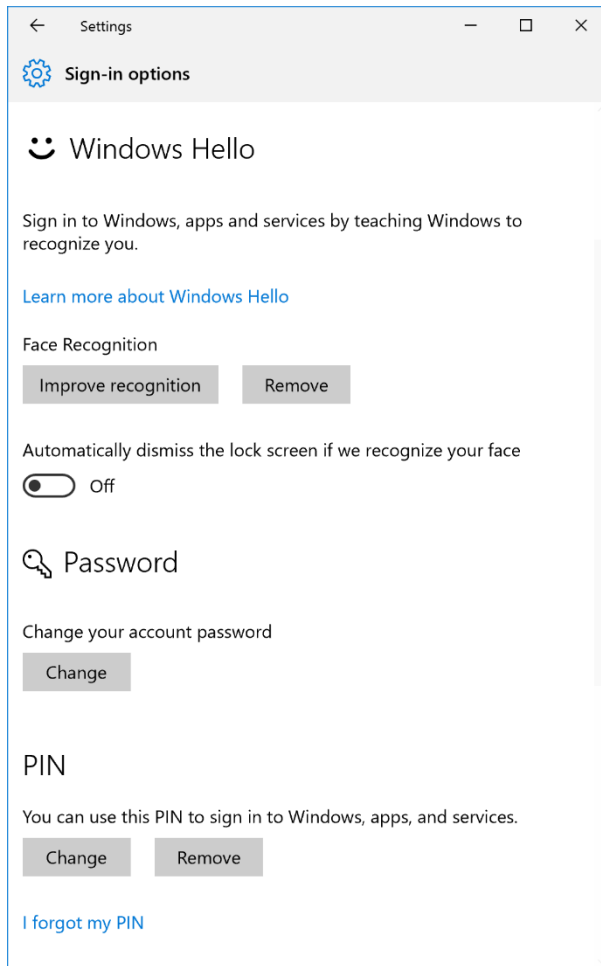 Settings
Sign-in options
Windows Hello
Sign in to Windows, apps and services by teaching Windows to
recognize you.
Learn more about Windows Hello
Face Recognition
Improve recognition Remove
Automatically dismiss the lock screen if we recognize your face
Off
Password
Change your account password
Change
PIN
You can use this PIN to sign in to Windows, apps, and services.
Change Remove
I forgot my PIN